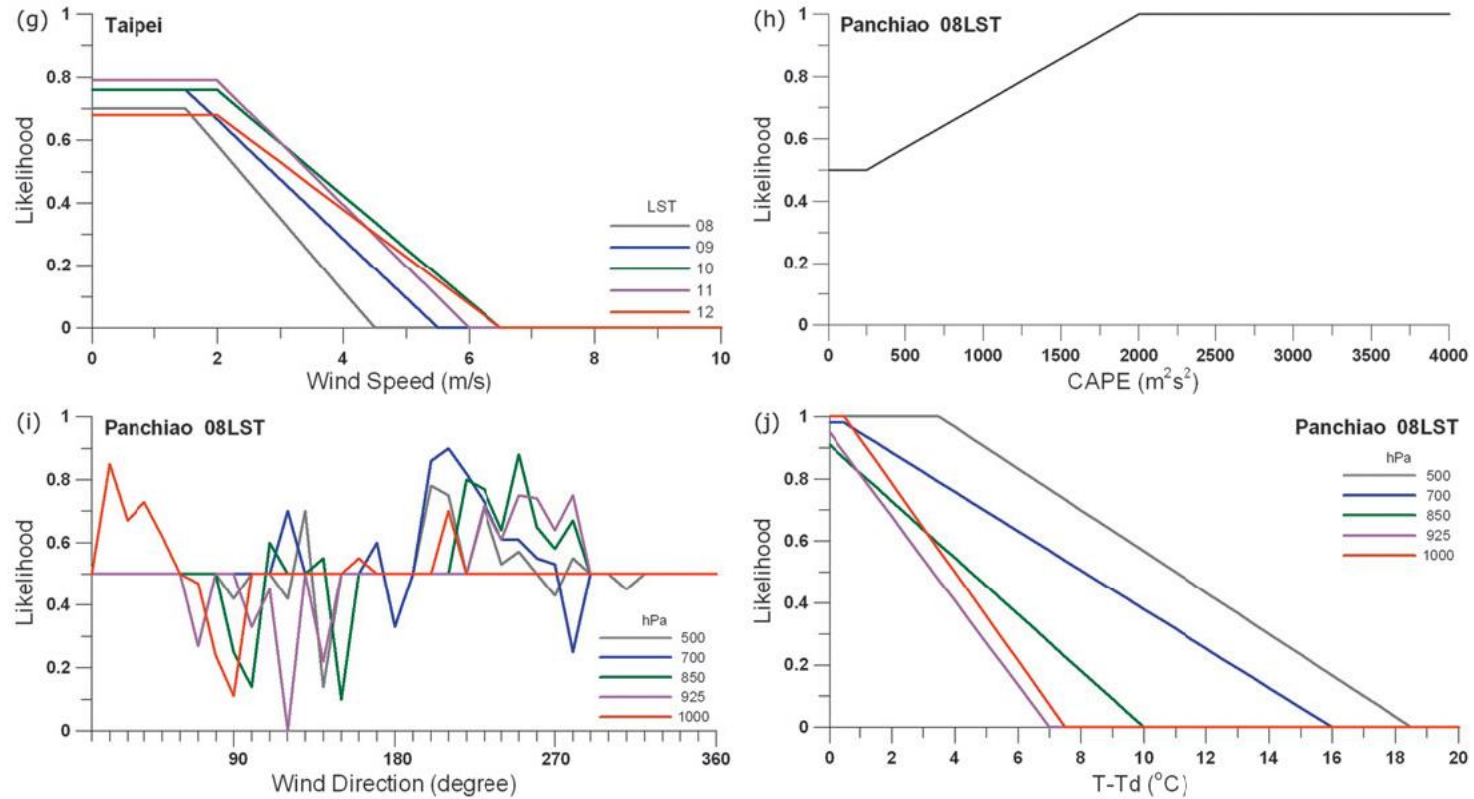 (g)
Taipei
1
0.8
0.6
0.4
0.2
0
Likelihood
LST
08
09
10
11
12
0 2 4 6 8 10
Wind Speed (m/s)
(h)
Panchiao 08LST
1
0.8
0.6
0.4
0.2
0
Likelihood
0 500 1000 1500 2000 2500 3000 3500 4000
CAPE (m²s²)
(i)
Panchiao 08LST
1
0.8
0.6
0.4
0.2
0
Likelihood
hPa
500
700
850
925
1000
90 180 270 360
Wind Direction (degree)
(j)
Panchiao 08LST
1
0.8
0.6
0.4
0.2
0
Likelihood
hPa
500
700
850
925
1000
0 2 4 6 8 10 12 14 16 18 20
T-Td (°C)